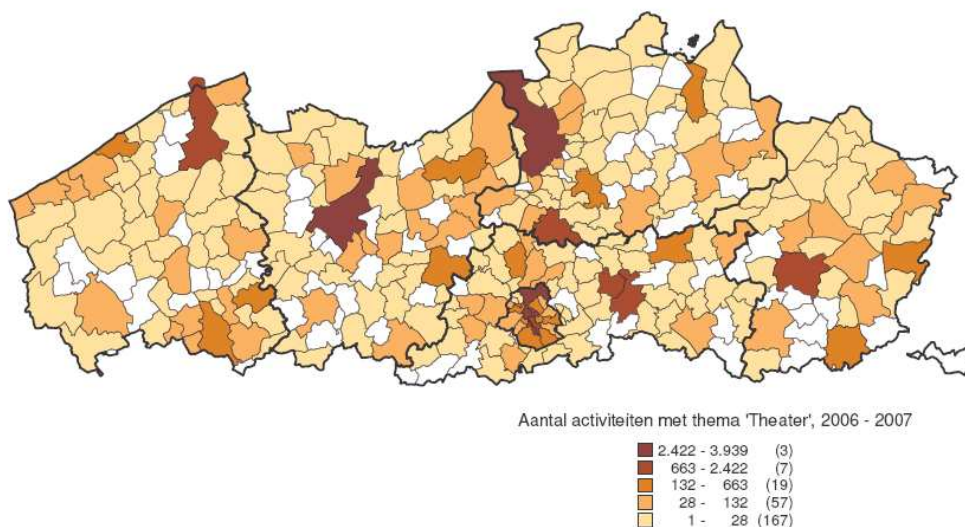 Aantal activiteiten met thema 'Theater', 2006 - 2007
2.422 - 3.939 (3)
663 - 2.422 (7)
132 - 663 (19)
28 - 132 (57)
1 - 28 (167)